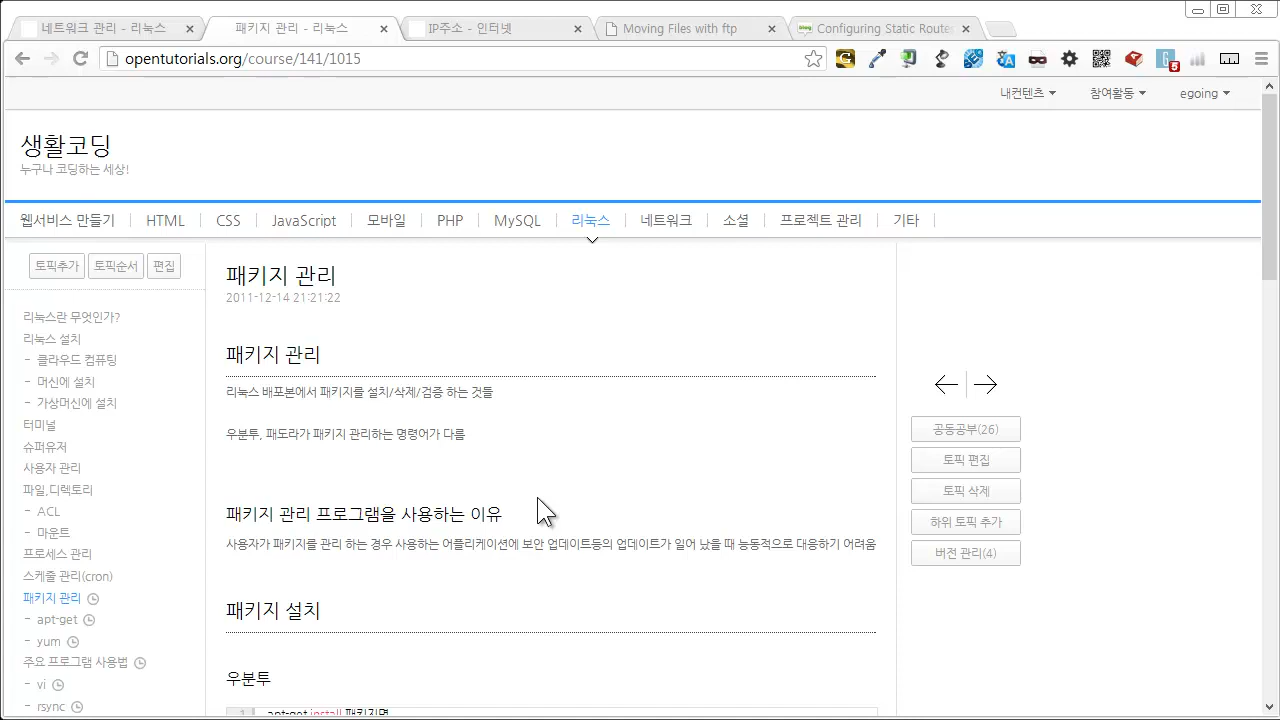 네트워크 관리 - 리눅스
패키지 관리 - 리눅스
IP주소 - 인터넷
Moving Files with ftp
Configuring Static Route
opentutorials.org/course/141/1015
5
내컨텐츠
참여활동
egoing
생활코딩
누구나 코딩하는 세상!
웹서비스 만들기
HTML
CSS
JavaScript
모바일
PHP
MySQL
리눅스
네트워크
소셜
프로젝트 관리
기타
토픽추가
토픽순서
편집
리눅스란 무엇인가?
리눅스 설치
- 클라우드 컴퓨팅
- 머신에 설치
- 가상머신에 설치
터미널
슈퍼유저
사용자 관리
파일,디렉토리
- ACL
- 마운트
프로세스 관리
스케줄 관리(cron)
패키지 관리
- apt-get
- yum
주요 프로그램 사용법
- vi
- rsync
패키지 관리
2011-12-14 21:21:22
패키지 관리
리눅스 배포본에서 패키지를 설치/삭제/검증 하는 것들
우분투, 페도라가 패키지 관리하는 명령어가 다름
패키지 관리 프로그램을 사용하는 이유
사용자가 패키지를 관리 하는 경우 사용하는 어플리케이션에 보안 업데이트등의 업데이트가 일어 났을 때 능동적으로 대응하기 어려움
패키지 설치
우분투
1 apt-get install 패키지명
공동공부(26)
토픽 편집
토픽 삭제
하위 토픽 추가
버전 관리(4)